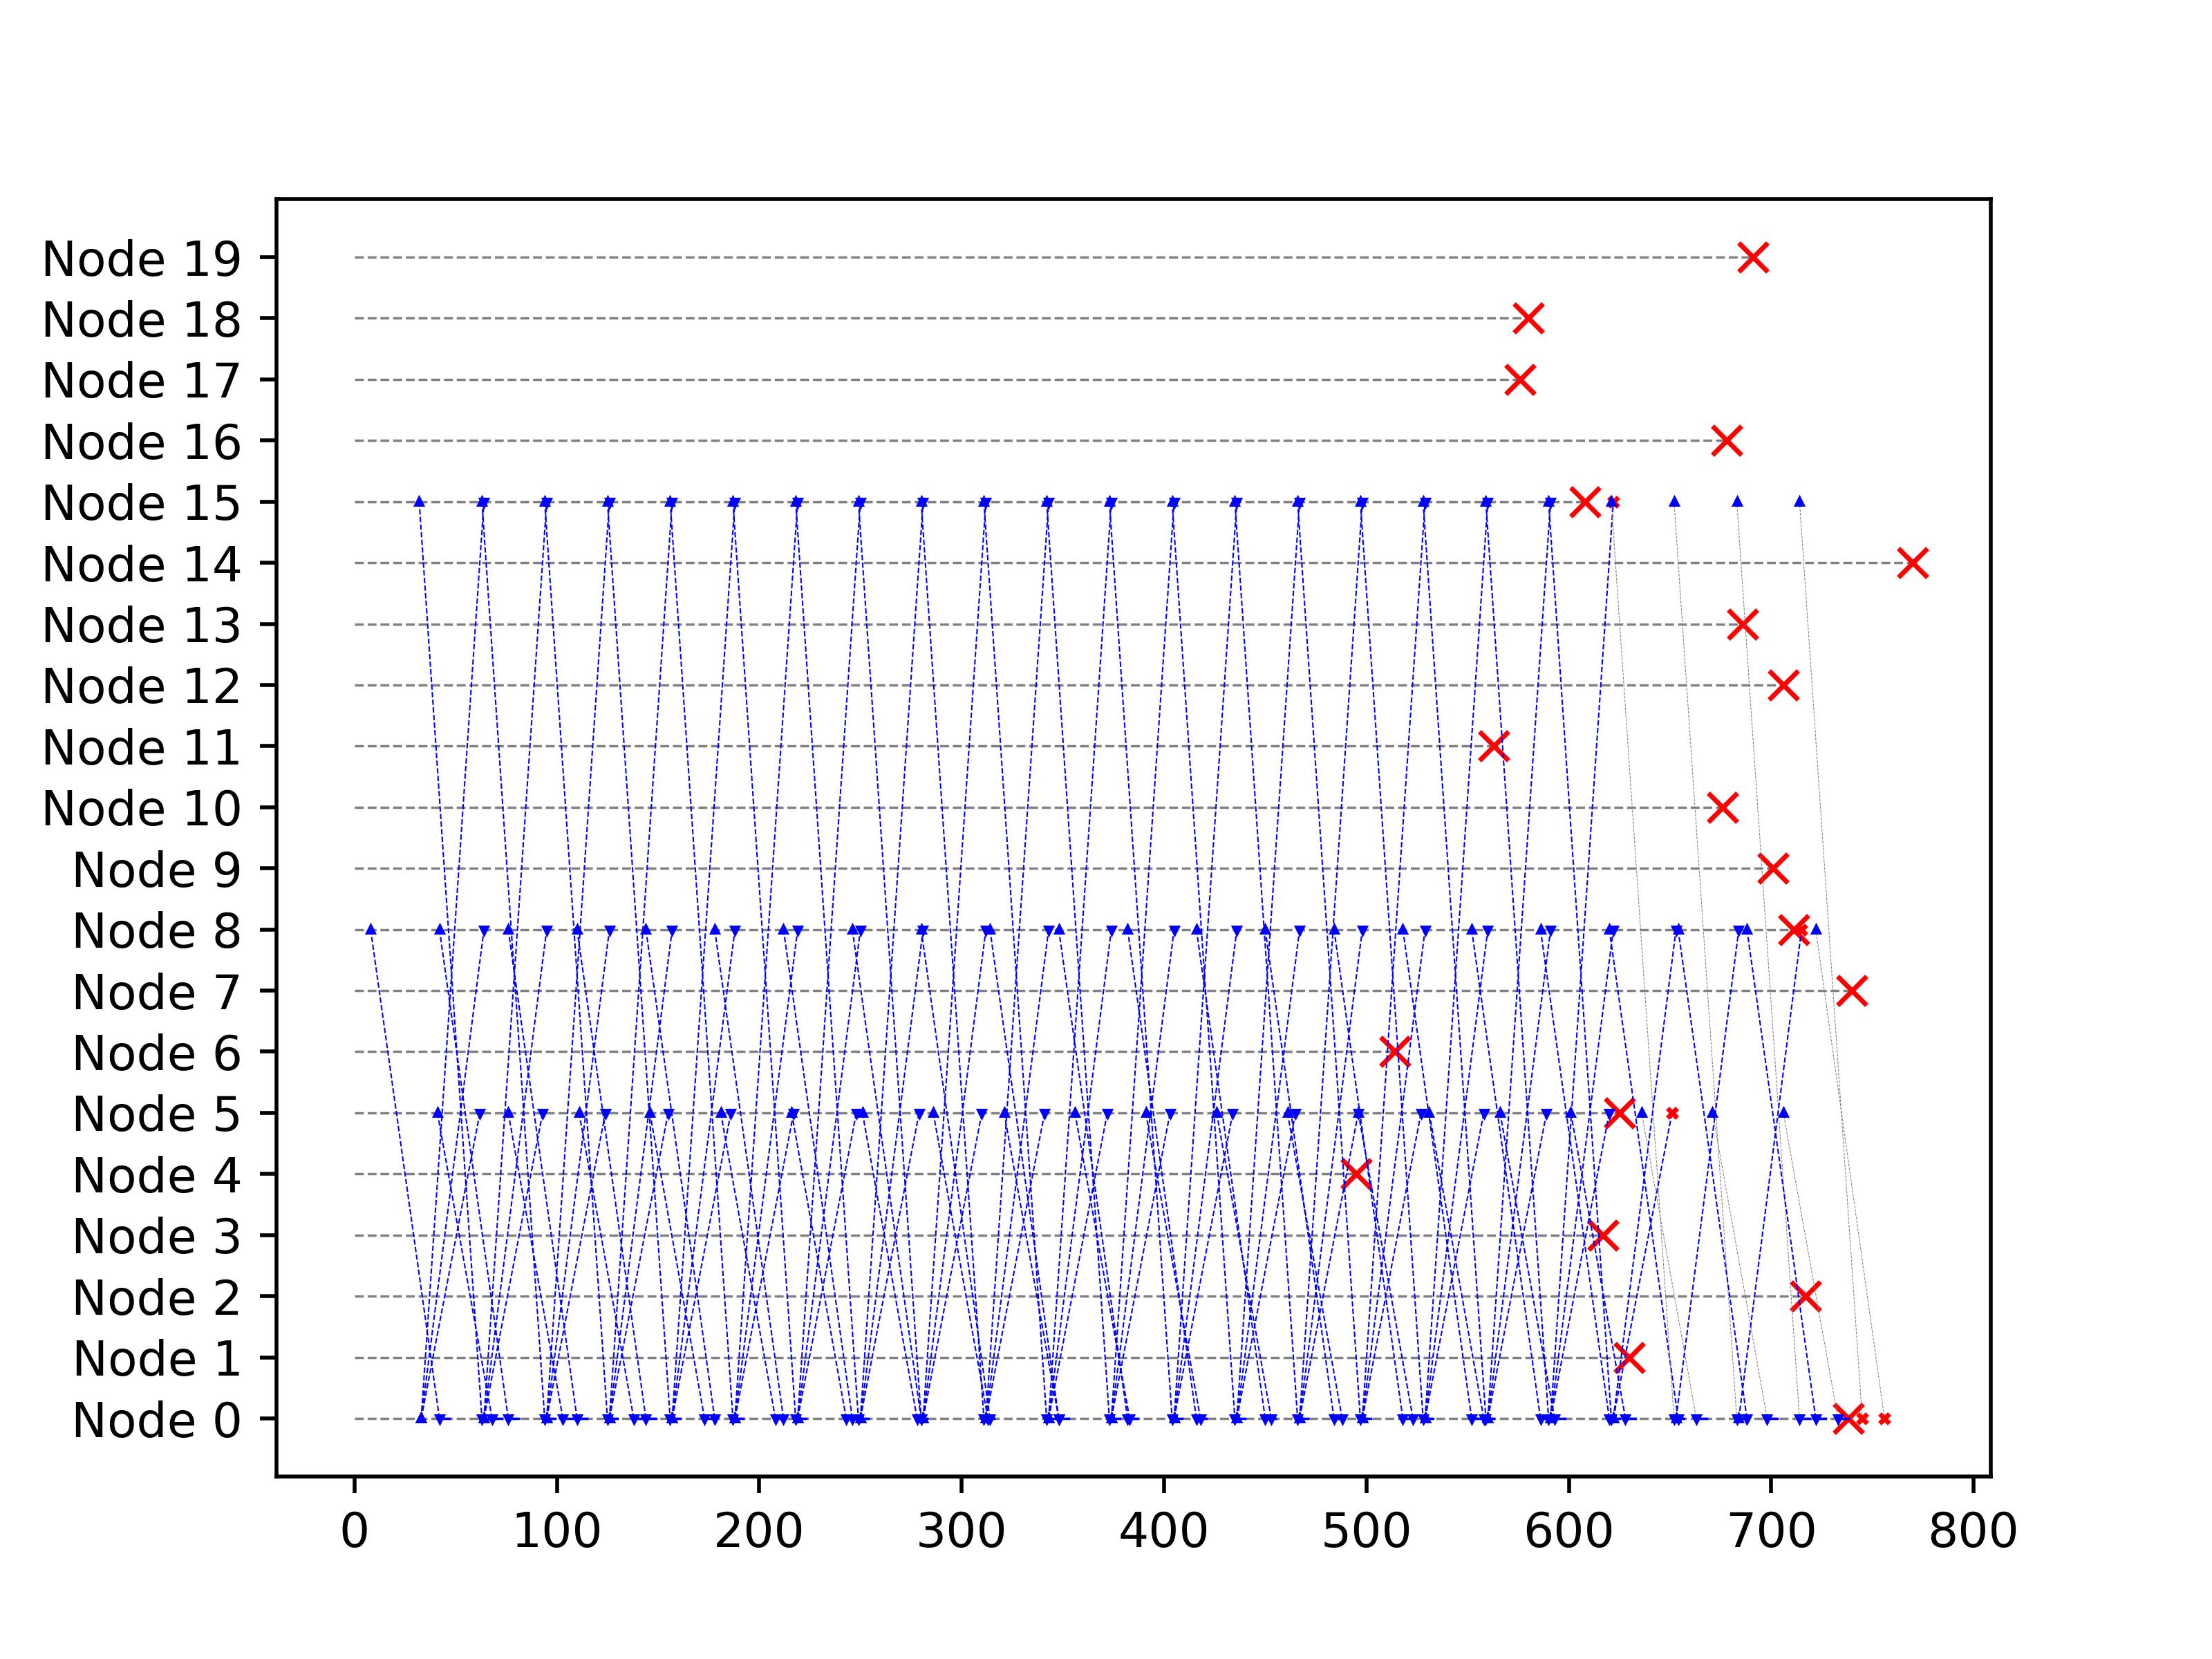 Node 19
Node 18
Node 17
Node 16
Node 15
Node 14
Node 13
Node 12
Node 11
Node 10
Node 9
Node 8
Node 7
Node 6
Node 5
Node 4
Node 3
Node 2
Node 1
Node 0
0 100 200 300 400 500 600 700 800